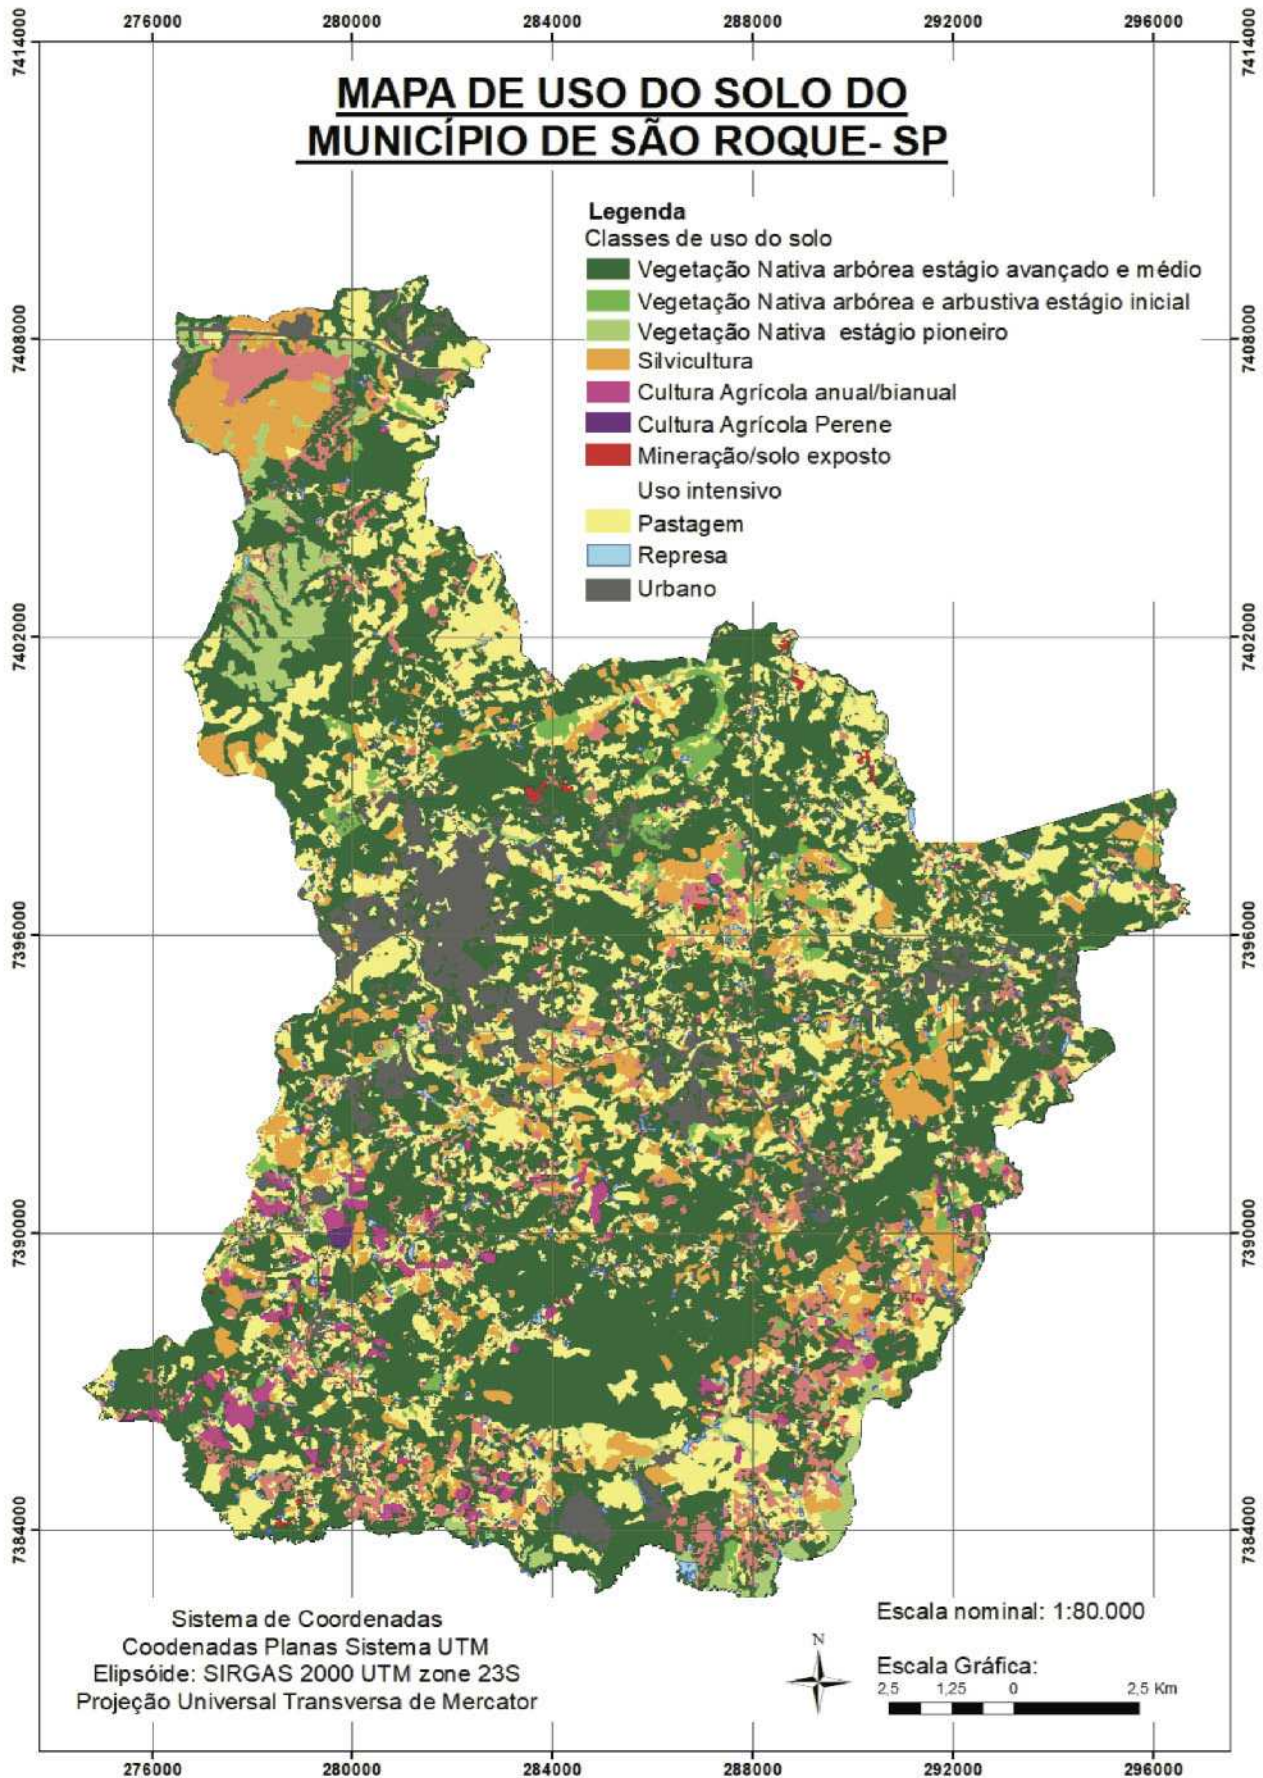 276000 280000 284000 288000 292000 296000
7414000 7414000
MAPA DE USO DO SOLO DO
MUNICÍPIO DE SÃO ROQUE- SP
Legenda
Classes de uso do solo
Vegetação Nativa arbórea estágio avançado e médio
Vegetação Nativa arbórea e arbustiva estágio inicial
Vegetação Nativa estágio pioneiro
Silvicultura
Cultura Agrícola anual/bianual
Cultura Agrícola Perene
Mineração/solo exposto
Uso intensivo
Pastagem
Represa
Urbano
7408000 7408000
7402000 7402000
7396000 7396000
7390000 7390000
7384000 7384000
Sistema de Coordenadas
Coodenadas Planas Sistema UTM
Elipsóide: SIRGAS 2000 UTM zone 23S
Projeção Universal Transversa de Mercator
N
Escala nominal: 1:80.000
Escala Gráfica:
2,5 1,25 0 2,5 Km
276000 280000 284000 288000 292000 296000